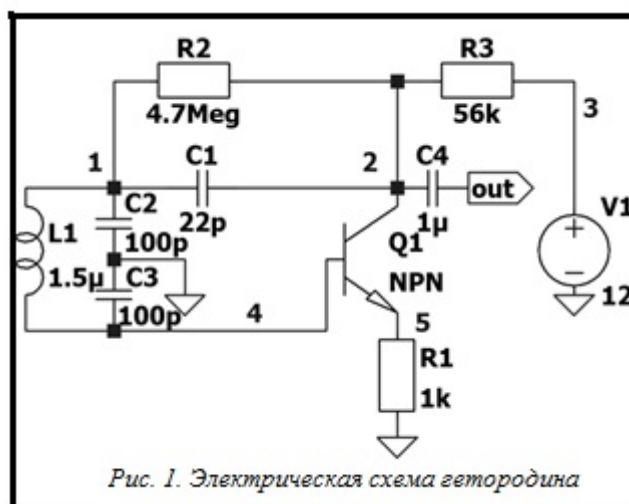 R2
4.7Meg
R3
56k
1
C1
22p
2
C4
1µ
out
3
V1
12
L1
1.5µ
C2
100p
C3
100p
Q1
NPN
4
5
R1
1k
Рис. 1. Электрическая схема гетородина